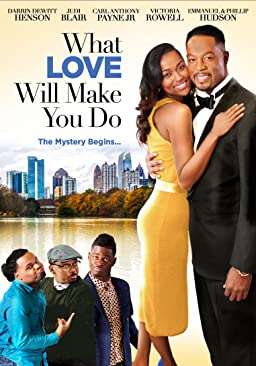 DARRIN DEWITT HENSON
JUDI BLAIR
CARL ANTHONY PAYNE JR
VICTORIA ROWELL
EMMANUEL & PHILLIP HUDSON
What
LOVE
Will Make
You Do
The Mystery Begins...